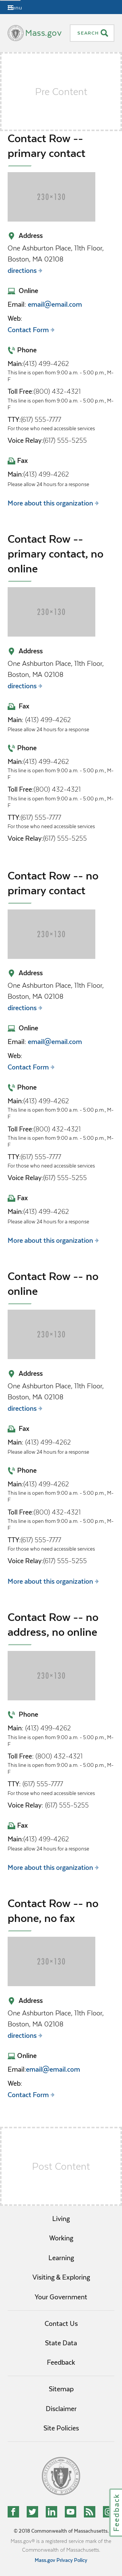 Menu
Mass.gov
SEARCH
Pre Content
Contact Row --
primary contact
230×130
Address
One Ashburton Place, 11th Floor,
Boston, MA 02108
directions
Online
Email: email@email.com
Web:
Contact Form
Phone
Main:(413) 499-4262
This line is open from 9:00 a.m. - 5:00 p.m., M-
F
Toll Free:(800) 432-4321
This line is open from 9:00 a.m. - 5:00 p.m., M-
F
TTY:(617) 555-7777
For those who need accessible services
Voice Relay:(617) 555-5255
Fax
Main:(413) 499-4262
Please allow 24 hours for a response
More about this organization
Contact Row --
primary contact, no
online
230×130
Address
One Ashburton Place, 11th Floor,
Boston, MA 02108
directions
Fax
Main: (413) 499-4262
Please allow 24 hours for a response
Phone
Main:(413) 499-4262
This line is open from 9:00 a.m. - 5:00 p.m., M-
F
Toll Free:(800) 432-4321
This line is open from 9:00 a.m. - 5:00 p.m., M-
F
TTY:(617) 555-7777
For those who need accessible services
Voice Relay:(617) 555-5255
Contact Row -- no
primary contact
230×130
Address
One Ashburton Place, 11th Floor,
Boston, MA 02108
directions
Online
Email: email@email.com
Web:
Contact Form
Phone
Main:(413) 499-4262
This line is open from 9:00 a.m. - 5:00 p.m., M-
F
Toll Free:(800) 432-4321
This line is open from 9:00 a.m. - 5:00 p.m., M-
F
TTY:(617) 555-7777
For those who need accessible services
Voice Relay:(617) 555-5255
Fax
Main:(413) 499-4262
Please allow 24 hours for a response
More about this organization
Contact Row -- no
online
230×130
Address
One Ashburton Place, 11th Floor,
Boston, MA 02108
directions
Fax
Main: (413) 499-4262
Please allow 24 hours for a response
Phone
Main:(413) 499-4262
This line is open from 9:00 a.m. - 5:00 p.m., M-
F
Toll Free:(800) 432-4321
This line is open from 9:00 a.m. - 5:00 p.m., M-
F
TTY:(617) 555-7777
For those who need accessible services
Voice Relay:(617) 555-5255
More about this organization
Contact Row -- no
address, no online
230×130
Phone
Main: (413) 499-4262
This line is open from 9:00 a.m. - 5:00 p.m., M-
F
Toll Free: (800) 432-4321
This line is open from 9:00 a.m. - 5:00 p.m., M-
F
TTY: (617) 555-7777
For those who need accessible services
Voice Relay: (617) 555-5255
Fax
Main:(413) 499-4262
Please allow 24 hours for a response
More about this organization
Contact Row -- no
phone, no fax
230×130
Address
One Ashburton Place, 11th Floor,
Boston, MA 02108
directions
Online
Email:email@email.com
Web:
Contact Form
Post Content
Living
Working
Learning
Visiting & Exploring
Your Government
Contact Us
State Data
Feedback
Sitemap
Disclaimer
Site Policies
Feedback
© 2018 Commonwealth of Massachusetts.
Mass.gov® is a registered service mark of the
Commonwealth of Massachusetts.
Mass.gov Privacy Policy